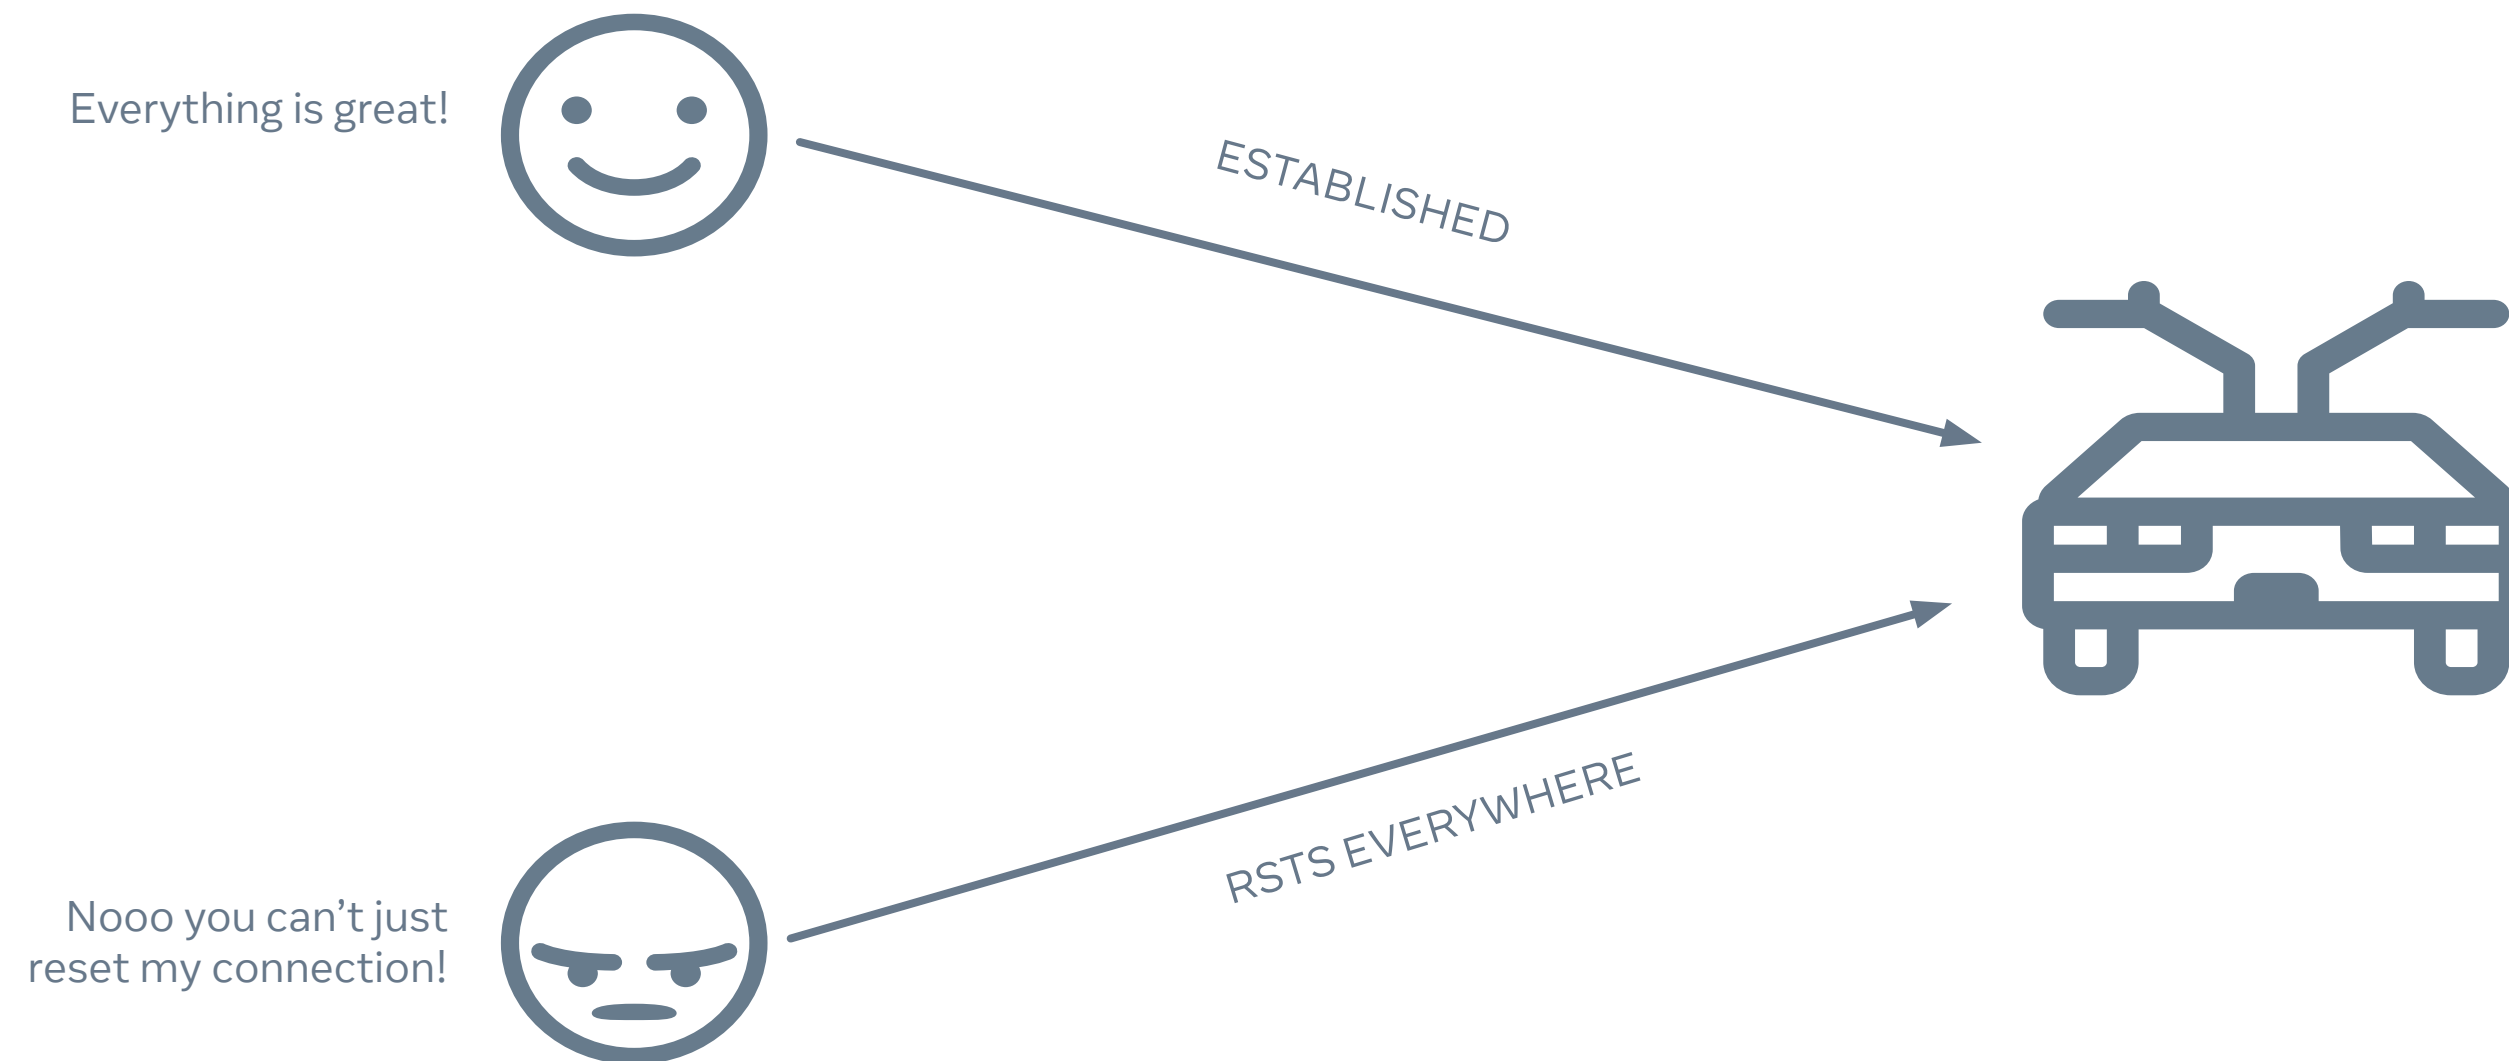 Everything is great!
ESTABLISHED
RSTS EVERYWHERE
Nooo you can’t just
reset my connection!